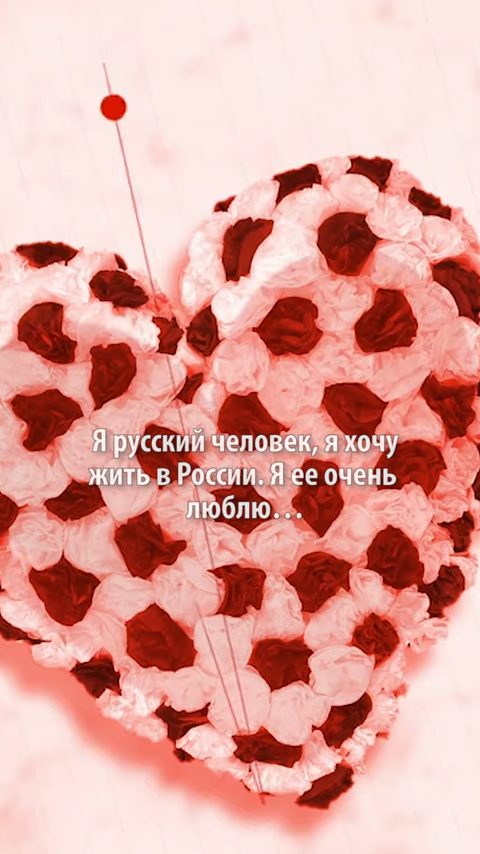 Я русский человек, я хочу
жить в России. Я ее очень
люблю...